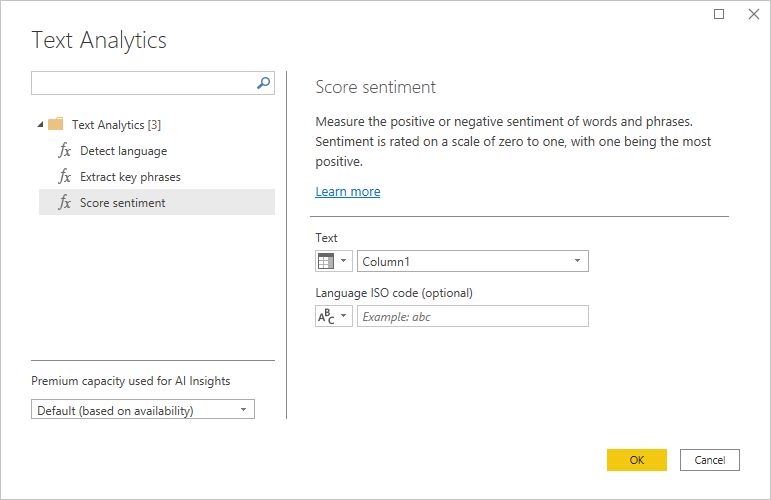 Text Analytics
Text Analytics [3]
fx Detect language
fx Extract key phrases
fx Score sentiment
Premium capacity used for AI Insights
Default (based on availability)
Score sentiment
Measure the positive or negative sentiment of words and phrases.
Sentiment is rated on a scale of zero to one, with one being the most
positive.
Learn more
Text
Column1
Language ISO code (optional)
ABC Example: abc
OK Cancel